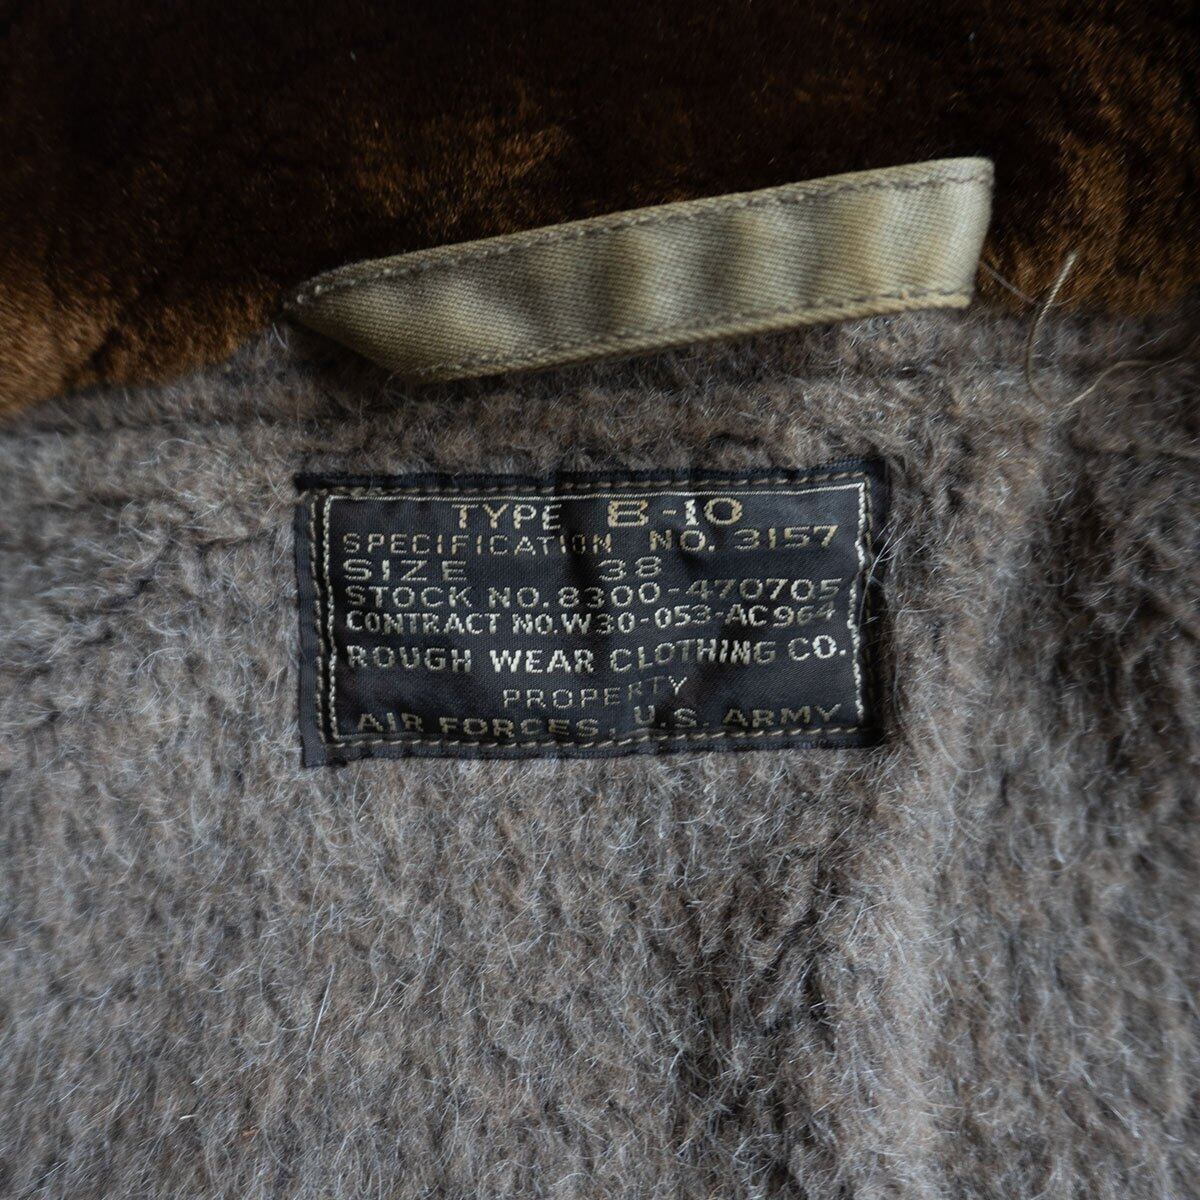 TYPE B-10
SPECIFICATION NO. 3157
SIZE 38
STOCK NO. 8300-470705
CONTRACT NO. W30-053-AC964
ROUGH WEAR CLOTHING CO.
PROPERTY
AIR FORCES, U.S. ARMY